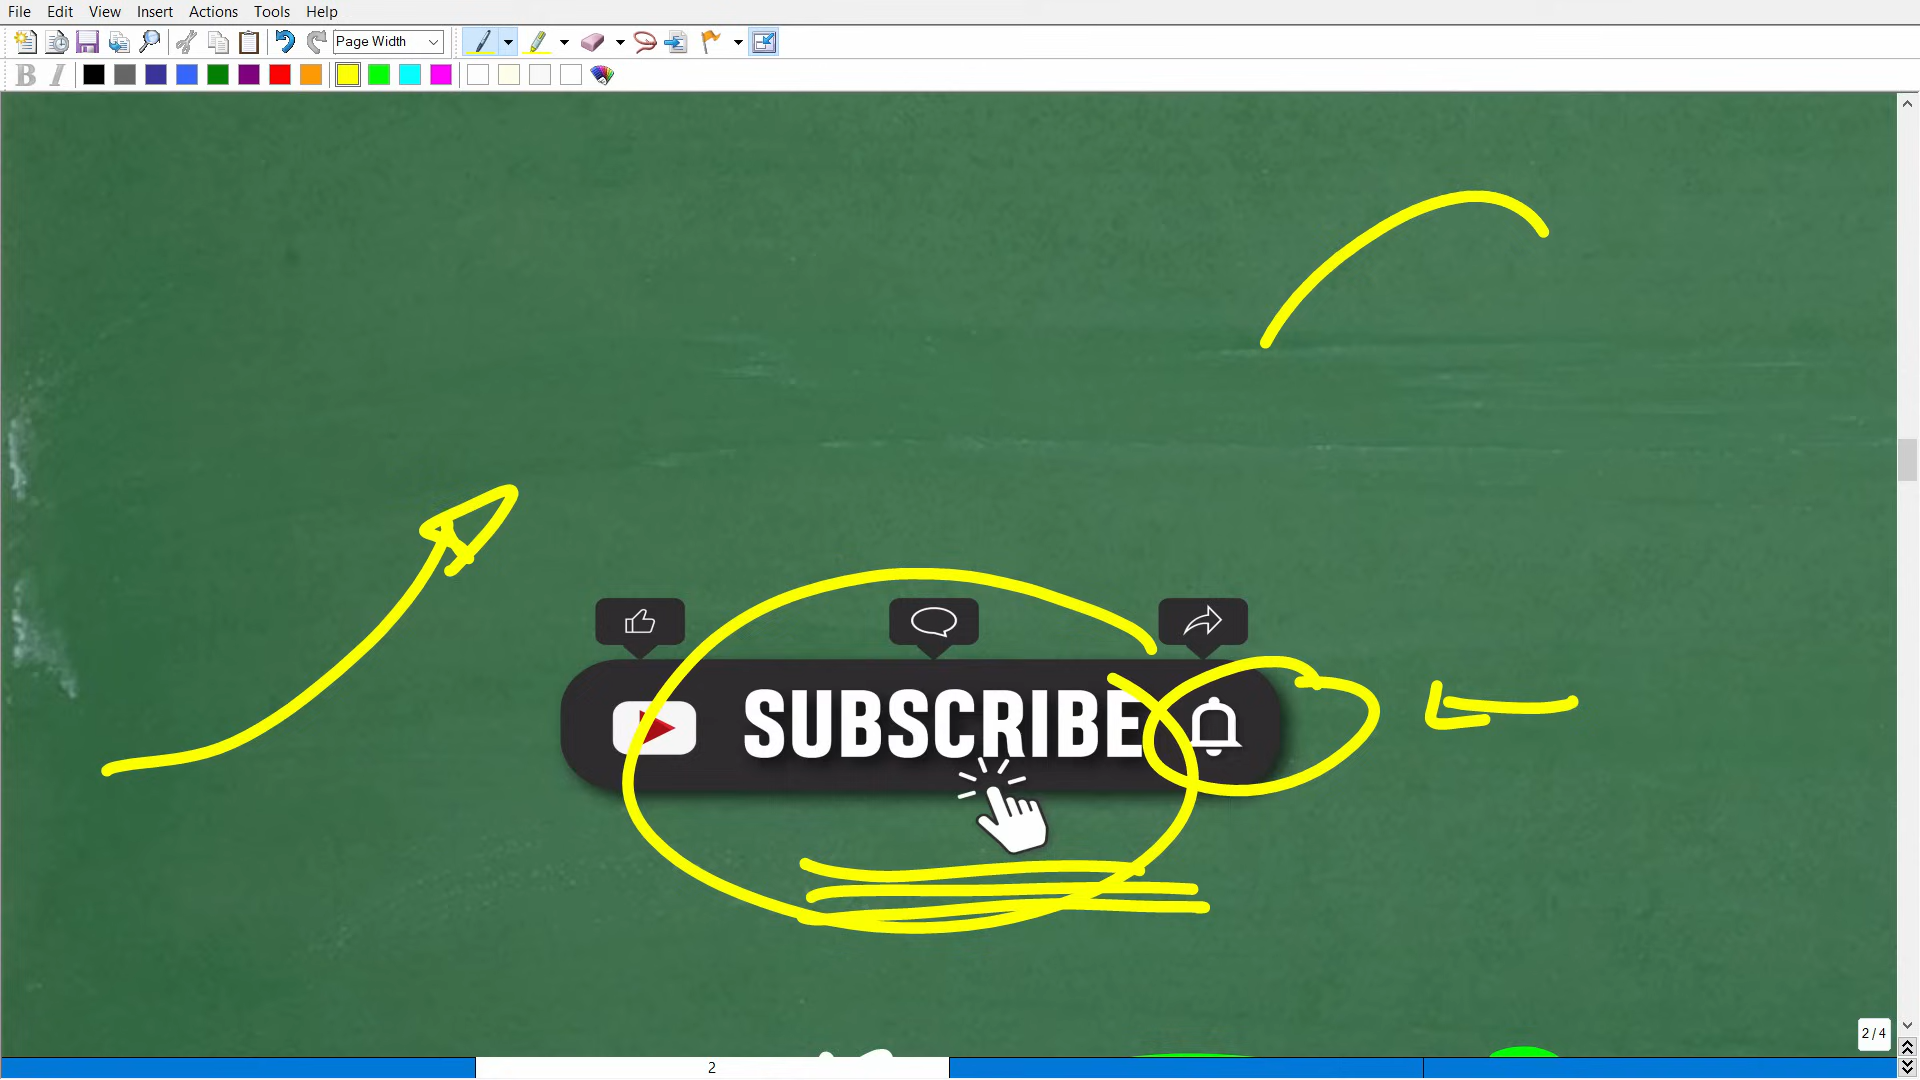 File Edit View Insert Actions Tools Help
Page Width
B I
SUBSCRIBE
2 / 4
2